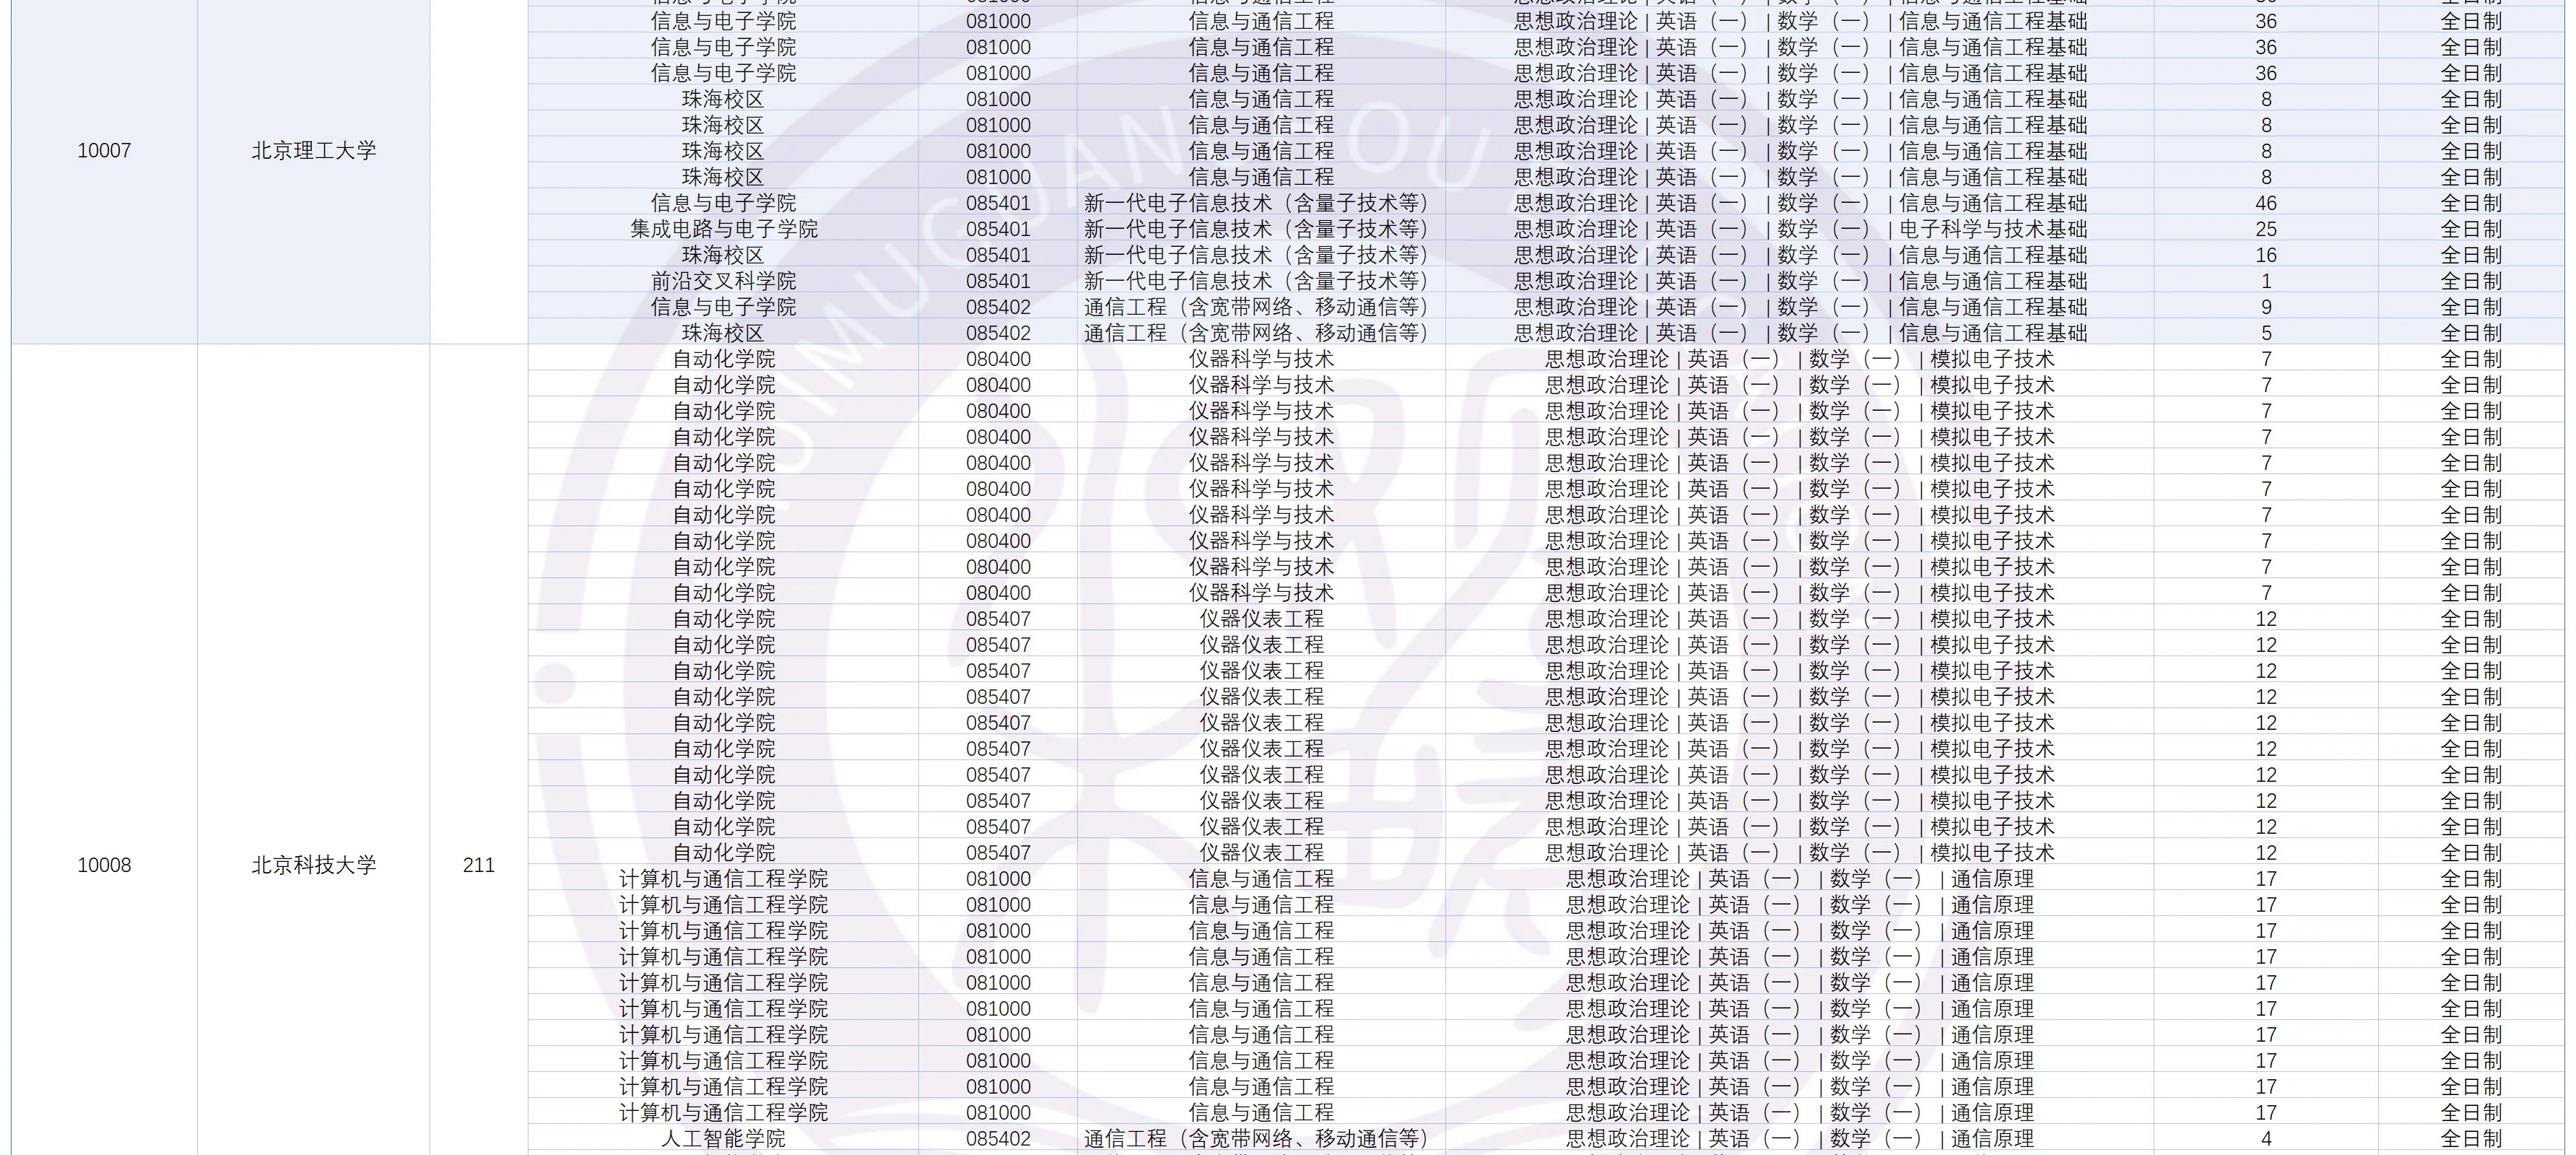 信息与电子学院 081000 信息与通信工程 思想政治理论 | 英语（一） | 数学（一） | 信息与通信工程基础 36 全日制
信息与电子学院 081000 信息与通信工程 思想政治理论 | 英语（一） | 数学（一） | 信息与通信工程基础 36 全日制
信息与电子学院 081000 信息与通信工程 思想政治理论 | 英语（一） | 数学（一） | 信息与通信工程基础 36 全日制
珠海校区 081000 信息与通信工程 思想政治理论 | 英语（一） | 数学（一） | 信息与通信工程基础 8 全日制
珠海校区 081000 信息与通信工程 思想政治理论 | 英语（一） | 数学（一） | 信息与通信工程基础 8 全日制
10007 北京理工大学 珠海校区 081000 信息与通信工程 思想政治理论 | 英语（一） | 数学（一） | 信息与通信工程基础 8 全日制
珠海校区 081000 信息与通信工程 思想政治理论 | 英语（一） | 数学（一） | 信息与通信工程基础 8 全日制
信息与电子学院 085401 新一代电子信息技术（含量子技术等） 思想政治理论 | 英语（一） | 数学（一） | 信息与通信工程基础 46 全日制
集成电路与电子学院 085401 新一代电子信息技术（含量子技术等） 思想政治理论 | 英语（一） | 数学（一） | 电子科学与技术基础 25 全日制
珠海校区 085401 新一代电子信息技术（含量子技术等） 思想政治理论 | 英语（一） | 数学（一） | 信息与通信工程基础 16 全日制
前沿交叉科学院 085401 新一代电子信息技术（含量子技术等） 思想政治理论 | 英语（一） | 数学（一） | 信息与通信工程基础 1 全日制
信息与电子学院 085402 通信工程（含宽带网络、移动通信等） 思想政治理论 | 英语（一） | 数学（一） | 信息与通信工程基础 9 全日制
珠海校区 085402 通信工程（含宽带网络、移动通信等） 思想政治理论 | 英语（一） | 数学（一） | 信息与通信工程基础 5 全日制
自动化学院 080400 仪器科学与技术 思想政治理论 | 英语（一） | 数学（一） | 模拟电子技术 7 全日制
自动化学院 080400 仪器科学与技术 思想政治理论 | 英语（一） | 数学（一） | 模拟电子技术 7 全日制
自动化学院 080400 仪器科学与技术 思想政治理论 | 英语（一） | 数学（一） | 模拟电子技术 7 全日制
自动化学院 080400 仪器科学与技术 思想政治理论 | 英语（一） | 数学（一） | 模拟电子技术 7 全日制
自动化学院 080400 仪器科学与技术 思想政治理论 | 英语（一） | 数学（一） | 模拟电子技术 7 全日制
自动化学院 080400 仪器科学与技术 思想政治理论 | 英语（一） | 数学（一） | 模拟电子技术 7 全日制
自动化学院 080400 仪器科学与技术 思想政治理论 | 英语（一） | 数学（一） | 模拟电子技术 7 全日制
自动化学院 080400 仪器科学与技术 思想政治理论 | 英语（一） | 数学（一） | 模拟电子技术 7 全日制
自动化学院 080400 仪器科学与技术 思想政治理论 | 英语（一） | 数学（一） | 模拟电子技术 7 全日制
自动化学院 080400 仪器科学与技术 思想政治理论 | 英语（一） | 数学（一） | 模拟电子技术 7 全日制
自动化学院 085407 仪器仪表工程 思想政治理论 | 英语（一） | 数学（一） | 模拟电子技术 12 全日制
自动化学院 085407 仪器仪表工程 思想政治理论 | 英语（一） | 数学（一） | 模拟电子技术 12 全日制
自动化学院 085407 仪器仪表工程 思想政治理论 | 英语（一） | 数学（一） | 模拟电子技术 12 全日制
自动化学院 085407 仪器仪表工程 思想政治理论 | 英语（一） | 数学（一） | 模拟电子技术 12 全日制
自动化学院 085407 仪器仪表工程 思想政治理论 | 英语（一） | 数学（一） | 模拟电子技术 12 全日制
自动化学院 085407 仪器仪表工程 思想政治理论 | 英语（一） | 数学（一） | 模拟电子技术 12 全日制
自动化学院 085407 仪器仪表工程 思想政治理论 | 英语（一） | 数学（一） | 模拟电子技术 12 全日制
自动化学院 085407 仪器仪表工程 思想政治理论 | 英语（一） | 数学（一） | 模拟电子技术 12 全日制
自动化学院 085407 仪器仪表工程 思想政治理论 | 英语（一） | 数学（一） | 模拟电子技术 12 全日制
自动化学院 085407 仪器仪表工程 思想政治理论 | 英语（一） | 数学（一） | 模拟电子技术 12 全日制
10008 北京科技大学 211 计算机与通信工程学院 081000 信息与通信工程 思想政治理论 | 英语（一） | 数学（一） | 通信原理 17 全日制
计算机与通信工程学院 081000 信息与通信工程 思想政治理论 | 英语（一） | 数学（一） | 通信原理 17 全日制
计算机与通信工程学院 081000 信息与通信工程 思想政治理论 | 英语（一） | 数学（一） | 通信原理 17 全日制
计算机与通信工程学院 081000 信息与通信工程 思想政治理论 | 英语（一） | 数学（一） | 通信原理 17 全日制
计算机与通信工程学院 081000 信息与通信工程 思想政治理论 | 英语（一） | 数学（一） | 通信原理 17 全日制
计算机与通信工程学院 081000 信息与通信工程 思想政治理论 | 英语（一） | 数学（一） | 通信原理 17 全日制
计算机与通信工程学院 081000 信息与通信工程 思想政治理论 | 英语（一） | 数学（一） | 通信原理 17 全日制
计算机与通信工程学院 081000 信息与通信工程 思想政治理论 | 英语（一） | 数学（一） | 通信原理 17 全日制
计算机与通信工程学院 081000 信息与通信工程 思想政治理论 | 英语（一） | 数学（一） | 通信原理 17 全日制
计算机与通信工程学院 081000 信息与通信工程 思想政治理论 | 英语（一） | 数学（一） | 通信原理 17 全日制
人工智能学院 085402 通信工程（含宽带网络、移动通信等） 思想政治理论 | 英语（一） | 数学（一） | 通信原理 4 全日制